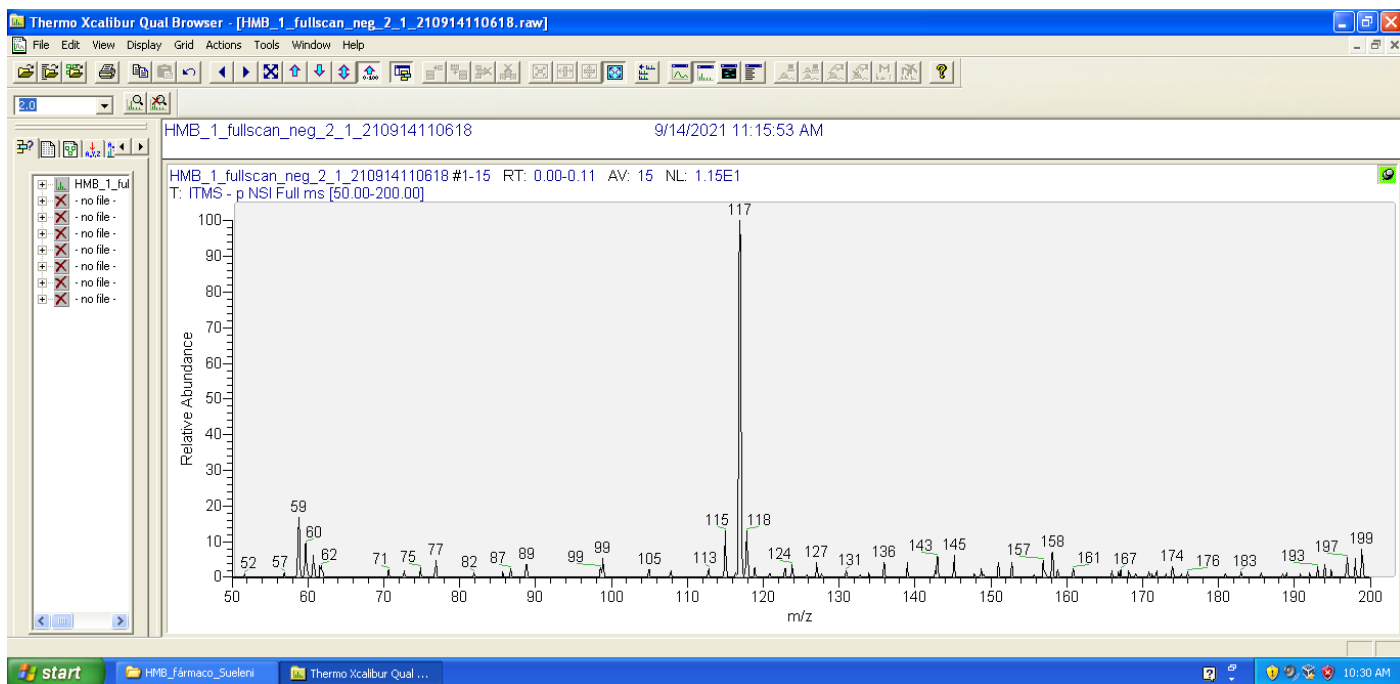 Thermo Xcalibur Qual Browser - [HMB_1_fullscan_neg_2_1_210914110618.raw]
File Edit View Display Grid Actions Tools Window Help
2.0
HMB_1_fullscan_neg_2_1_210914110618 9/14/2021 11:15:53 AM
HMB_1_ful
- no file -
- no file -
- no file -
- no file -
- no file -
- no file -
- no file -
HMB_1_fullscan_neg_2_1_210914110618 #1-15 RT: 0.00-0.11 AV: 15 NL: 1.15E1
T: ITMS - p NSI Full ms [50.00-200.00]
Relative Abundance
100
90
80
70
60
50
40
30
20
10
0
117
59
60
115
118
52
57
62
71
75
77
82
87
89
99
99
105
113
124
127
131
136
143
145
157
158
161
167
174
176
183
193
197
199
50 60 70 80 90 100 110 120 130 140 150 160 170 180 190 200
m/z
start HMB_fármaco_Sueleni Thermo Xcalibur Qual ... 10:30 AM